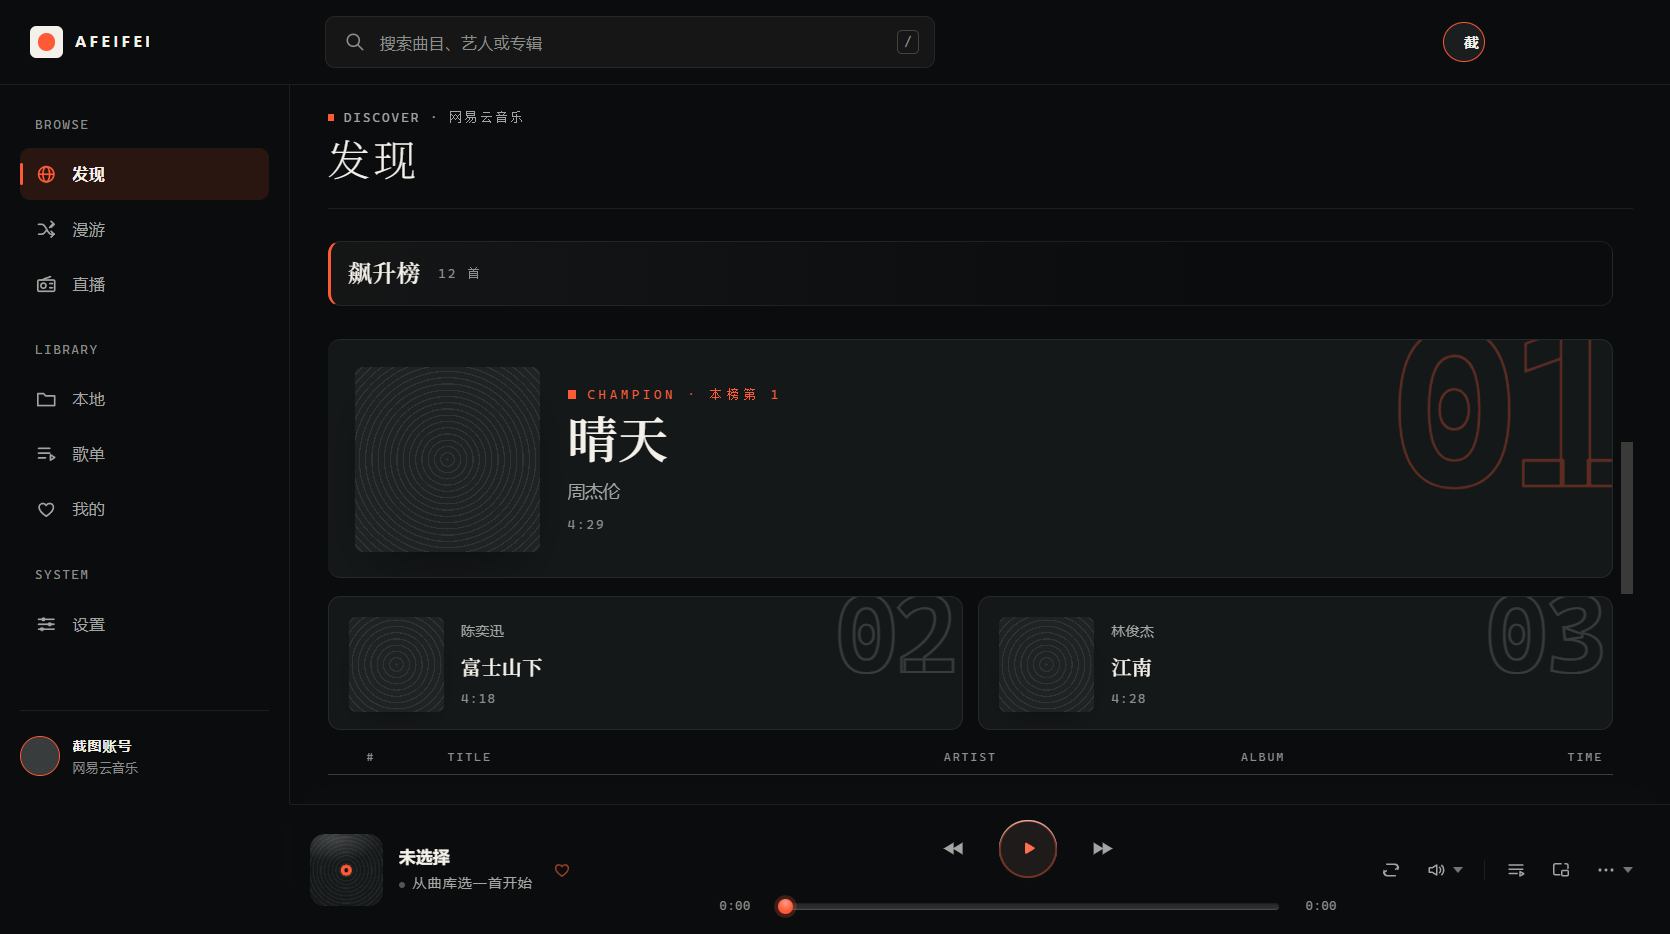 AFEIFEI
搜索曲目、艺人或专辑
/
截
BROWSE
发现
漫游
直播
LIBRARY
本地
歌单
我的
SYSTEM
设置
截图账号
网易云音乐
DISCOVER · 网易云音乐
发现
飙升榜 12 首
CHAMPION · 本榜第 1
晴天
周杰伦
4:29
01
陈奕迅
富士山下
4:18
02
林俊杰
江南
4:28
03
# TITLE ARTIST ALBUM TIME
未选择
从曲库选一首开始
0:00
0:00